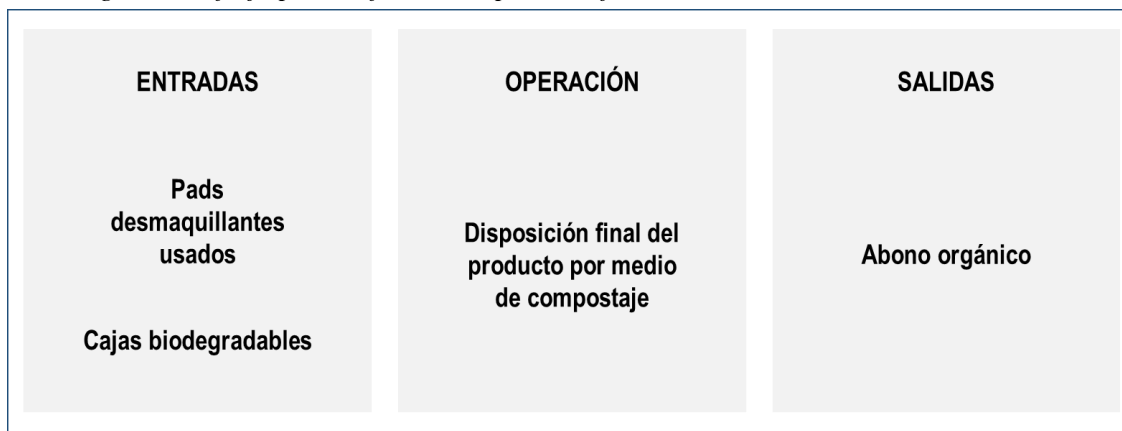 ENTRADAS
Pads
desmaquillantes
usados
Cajas biodegradables
OPERACIÓN
Disposición final del
producto por medio
de compostaje
SALIDAS
Abono orgánico